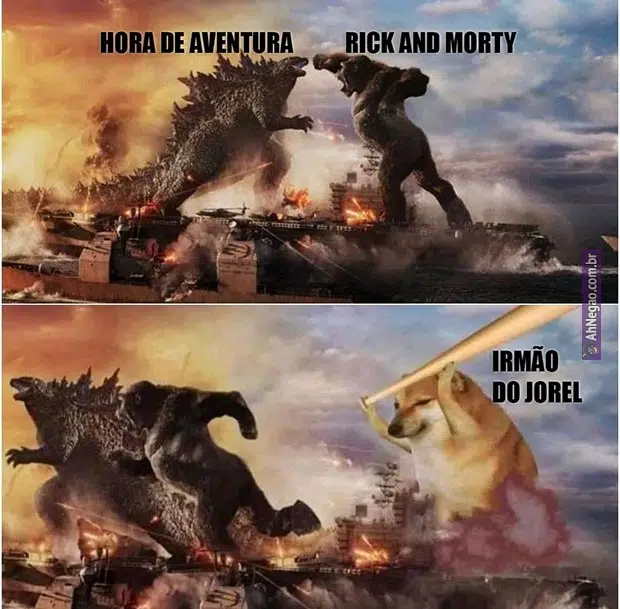 HORA DE AVENTURA
RICK AND MORTY
AhNegao.com.br
IRMÃO
DO JOREL